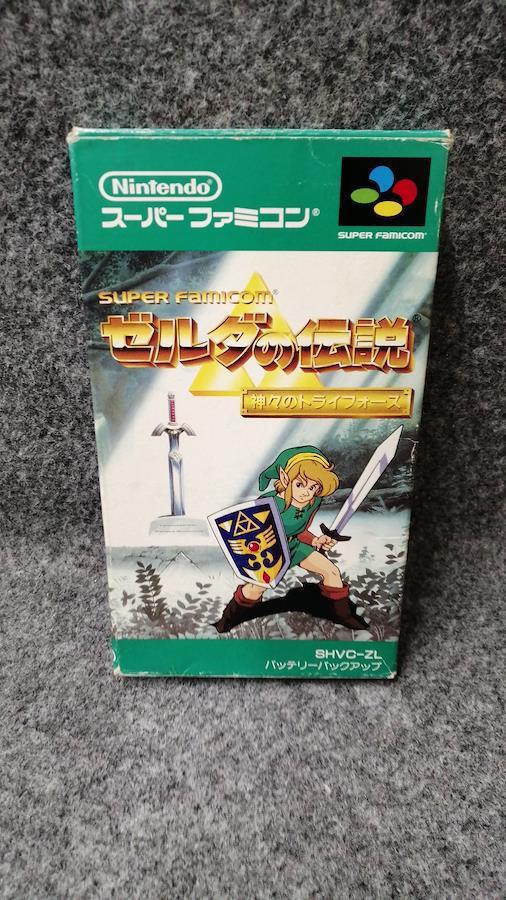 Nintendo®
スーパーファミコン®
SUPER FAMICOM®
SUPER FAMICOM®
ゼルダの伝説®
神々のトライフォース
SHVC-ZL
バッテリーバックアップ